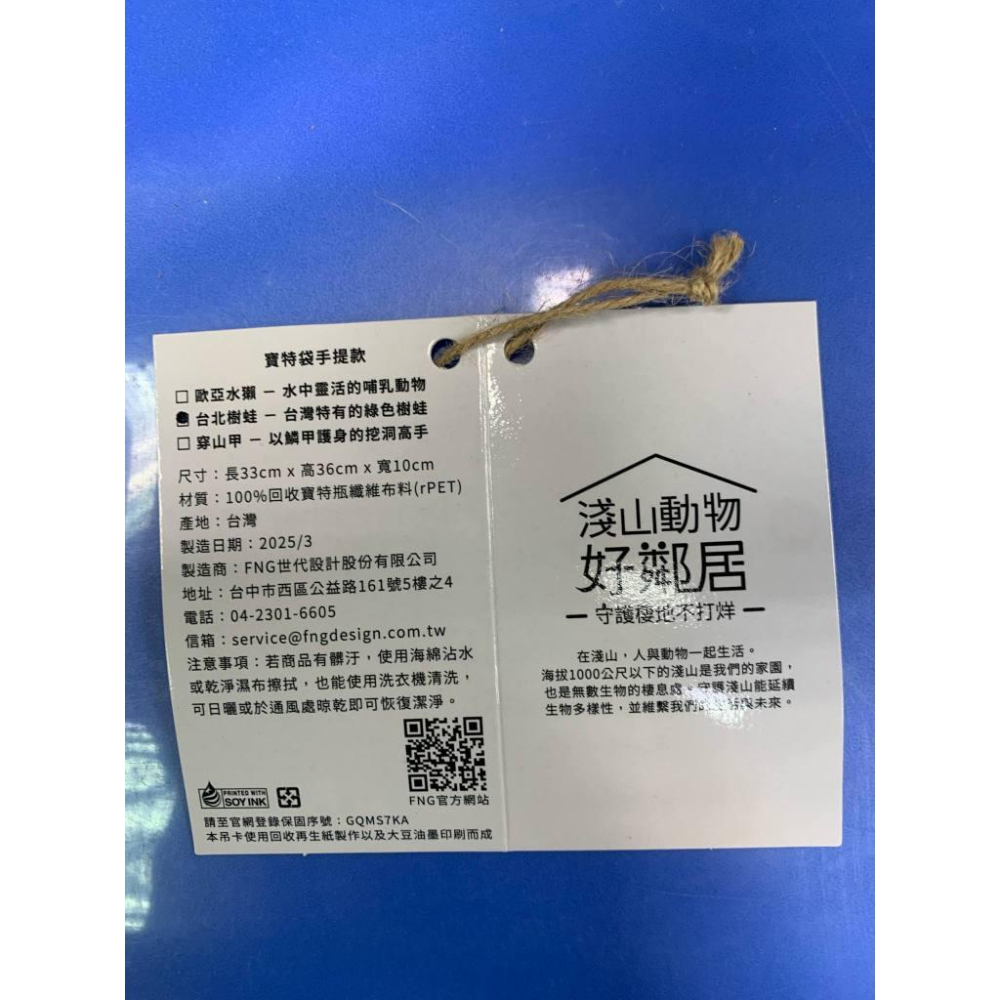 寶特袋手提款
□ 歐亞水獺 — 水中靈活的哺乳動物
台北樹蛙 — 台灣特有的綠色樹蛙
□ 穿山甲 — 以鱗甲護身的挖洞高手
尺寸：長33cm x 高36cm x 寬10cm
材質：100%回收寶特瓶纖維布料(rPET)
產地：台灣
製造日期：2025/3
製造商：FNG世代設計股份有限公司
地址：台中市西區公益路161號5樓之4
電話：04-2301-6605
信箱：service@fngdesign.com.tw
注意事項：若商品有髒汙，使用海綿沾水
或乾淨濕布擦拭，也能使用洗衣機清洗，
可日曬或於通風處晾乾即可恢復潔淨。
PRINTED WITH
SOY INK
FNG官方網站
請至官網登錄保固序號：GQMS7KA
本吊卡使用回收再生紙製作以及大豆油墨印刷而成
淺山動物
好鄰居
— 守護棲地不打烊 —
在淺山，人與動物一起生活。
海拔1000公尺以下的淺山是我們的家園，
也是無數生物的棲息處。守護淺山能延續
生物多樣性，並維繫我們的與未來。